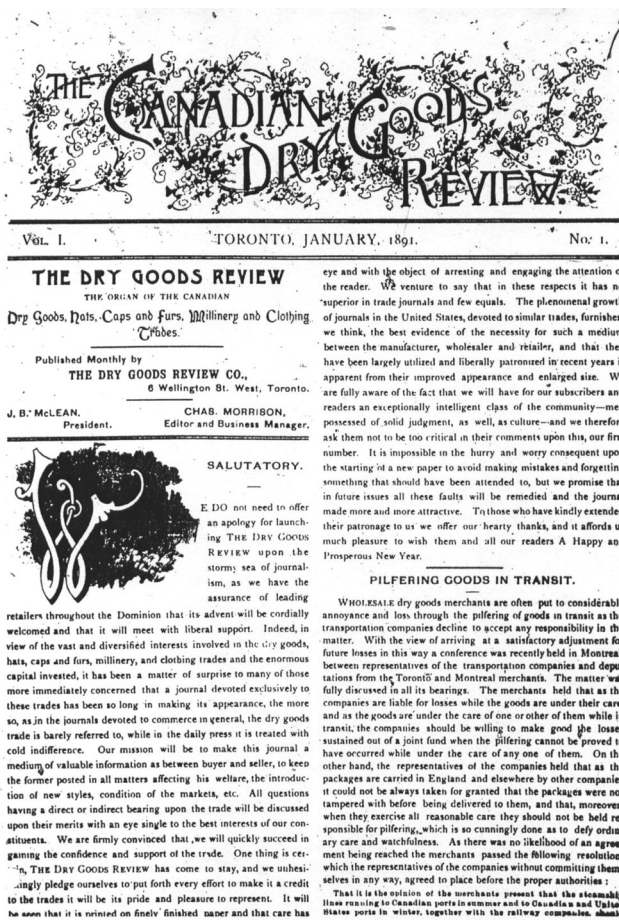 THE CANADIAN
DRY GOODS
REVIEW.
VOL. I.
TORONTO, JANUARY, 1891.
No. 1.
THE DRY GOODS REVIEW
THE ORGAN OF THE CANADIAN
Dry Goods, Hats, Caps and Furs, Millinery and Clothing
Trades.
Published Monthly by
THE DRY GOODS REVIEW CO.,
6 Wellington St. West, Toronto.
J. B. McLEAN,
President.
CHAS. MORRISON,
Editor and Business Manager.
SALUTATORY.
WE DO not need to offer
an apology for launch-
ing THE DRY GOODS
REVIEW upon the
stormy sea of journal-
ism, as we have the
assurance of leading
retailers throughout the Dominion that its advent will be cordially
welcomed and that it will meet with liberal support. Indeed, in
view of the vast and diversified interests involved in the dry goods,
hats, caps and furs, millinery, and clothing trades and the enormous
capital invested, it has been a matter of surprise to many of those
more immediately concerned that a journal devoted exclusively to
these trades has been so long in making its appearance, the more
so, as in the journals devoted to commerce in general, the dry goods
trade is barely referred to, while in the daily press it is treated with
cold indifference. Our mission will be to make this journal a
medium of valuable information as between buyer and seller, to keep
the former posted in all matters affecting his welfare, the introduc-
tion of new styles, condition of the markets, etc. All questions
having a direct or indirect bearing upon the trade will be discussed
upon their merits with an eye single to the best interests of our con-
stituents. We are firmly convinced that we will quickly succeed in
gaining the confidence and support of the trade. One thing is cer-
n, THE DRY GOODS REVIEW has come to stay, and we unhesi-
ingly pledge ourselves to put forth every effort to make it a credit
to the trades it will be its pride and pleasure to represent. It will
be seen that it is printed on finely finished paper and that care has
eye and with the object of arresting and engaging the attention o
the reader. We venture to say that in these respects it has n
superior in trade journals and few equals. The phenomenal growt
of journals in the United States, devoted to similar trades, furnishe
we think, the best evidence of the necessity for such a medium
between the manufacturer, wholesaler and retailer, and that the
have been largely utilized and liberally patronized in recent years i
apparent from their improved appearance and enlarged size. W
are fully aware of the fact that we will have for our subscribers an
readers an exceptionally intelligent class of the community—me
possessed of solid judgment, as well, as culture—and we therefor
ask them not to be too critical in their comments upon this, our fir
number. It is impossible in the hurry and worry consequent upo
the starting of a new paper to avoid making mistakes and forgettin
something that should have been attended to, but we promise tha
in future issues all these faults will be remedied and the journa
made more and more attractive. To those who have kindly extende
their patronage to us we offer our hearty thanks, and it affords u
much pleasure to wish them and all our readers A Happy an
Prosperous New Year.
PILFERING GOODS IN TRANSIT.
WHOLESALE dry goods merchants are often put to considerabl
annoyance and loss through the pilfering of goods in transit as th
transportation companies decline to accept any responsibility in th
matter. With the view of arriving at a satisfactory adjustment fo
future losses in this way a conference was recently held in Montrea
between representatives of the transportation companies and depu
tations from the Toronto and Montreal merchants. The matter wa
fully discussed in all its bearings. The merchants held that as th
companies are liable for losses while the goods are under their car
and as the goods are under the care of one or other of them while i
transit, the companies should be willing to make good the losse
sustained out of a joint fund when the pilfering cannot be proved t
have occurred while under the care of any one of them. On th
other hand, the representatives of the companies held that as th
packages are carried in England and elsewhere by other companie
it could not be always taken for granted that the packages were no
tampered with before being delivered to them, and that, moreover
when they exercise all reasonable care they should not be held re
sponsible for pilfering, which is so cunningly done as to defy ordin
ary care and watchfulness. As there was no likelihood of an agree
ment being reached the merchants passed the following resolution
which the representatives of the companies without committing them
selves in any way, agreed to place before the proper authorities :
That it is the opinion of the merchants present that the steamshi
lines running to Canadian ports in summer and to Canadian and Unite
States ports in winter, together with the railway companies,